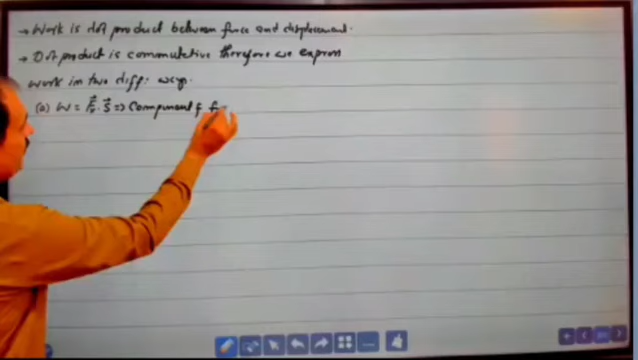 → Work is dot product between force and displacement.
→ Dot product is commutative therefore we express
work in two diff. ways.
(a) W = F⃗. S⃗ ⇒ Component of f